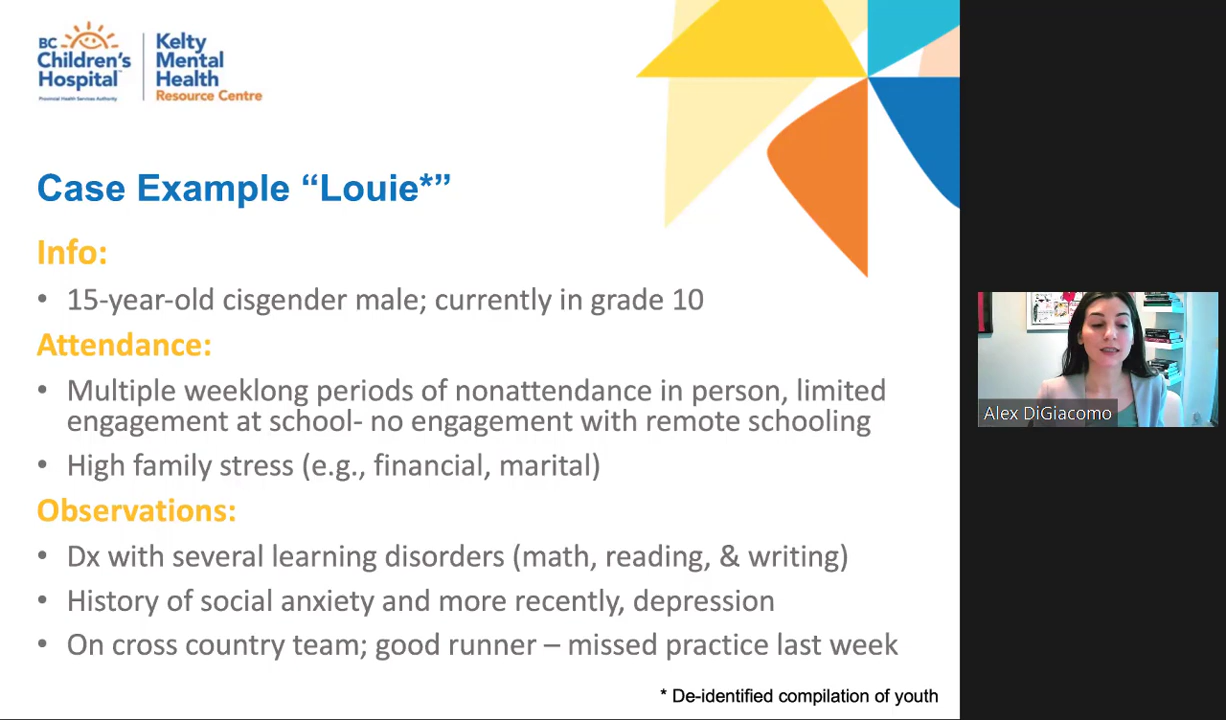 BC
Children's
Hospital
Provincial Health Services Authority
Kelty
Mental
Health
Resource Centre
Case Example “Louie*”
Info:
• 15-year-old cisgender male; currently in grade 10
Attendance:
• Multiple weeklong periods of nonattendance in person, limited
engagement at school- no engagement with remote schooling
• High family stress (e.g., financial, marital)
Observations:
• Dx with several learning disorders (math, reading, & writing)
• History of social anxiety and more recently, depression
• On cross country team; good runner – missed practice last week
* De-identified compilation of youth
Alex DiGiacomo